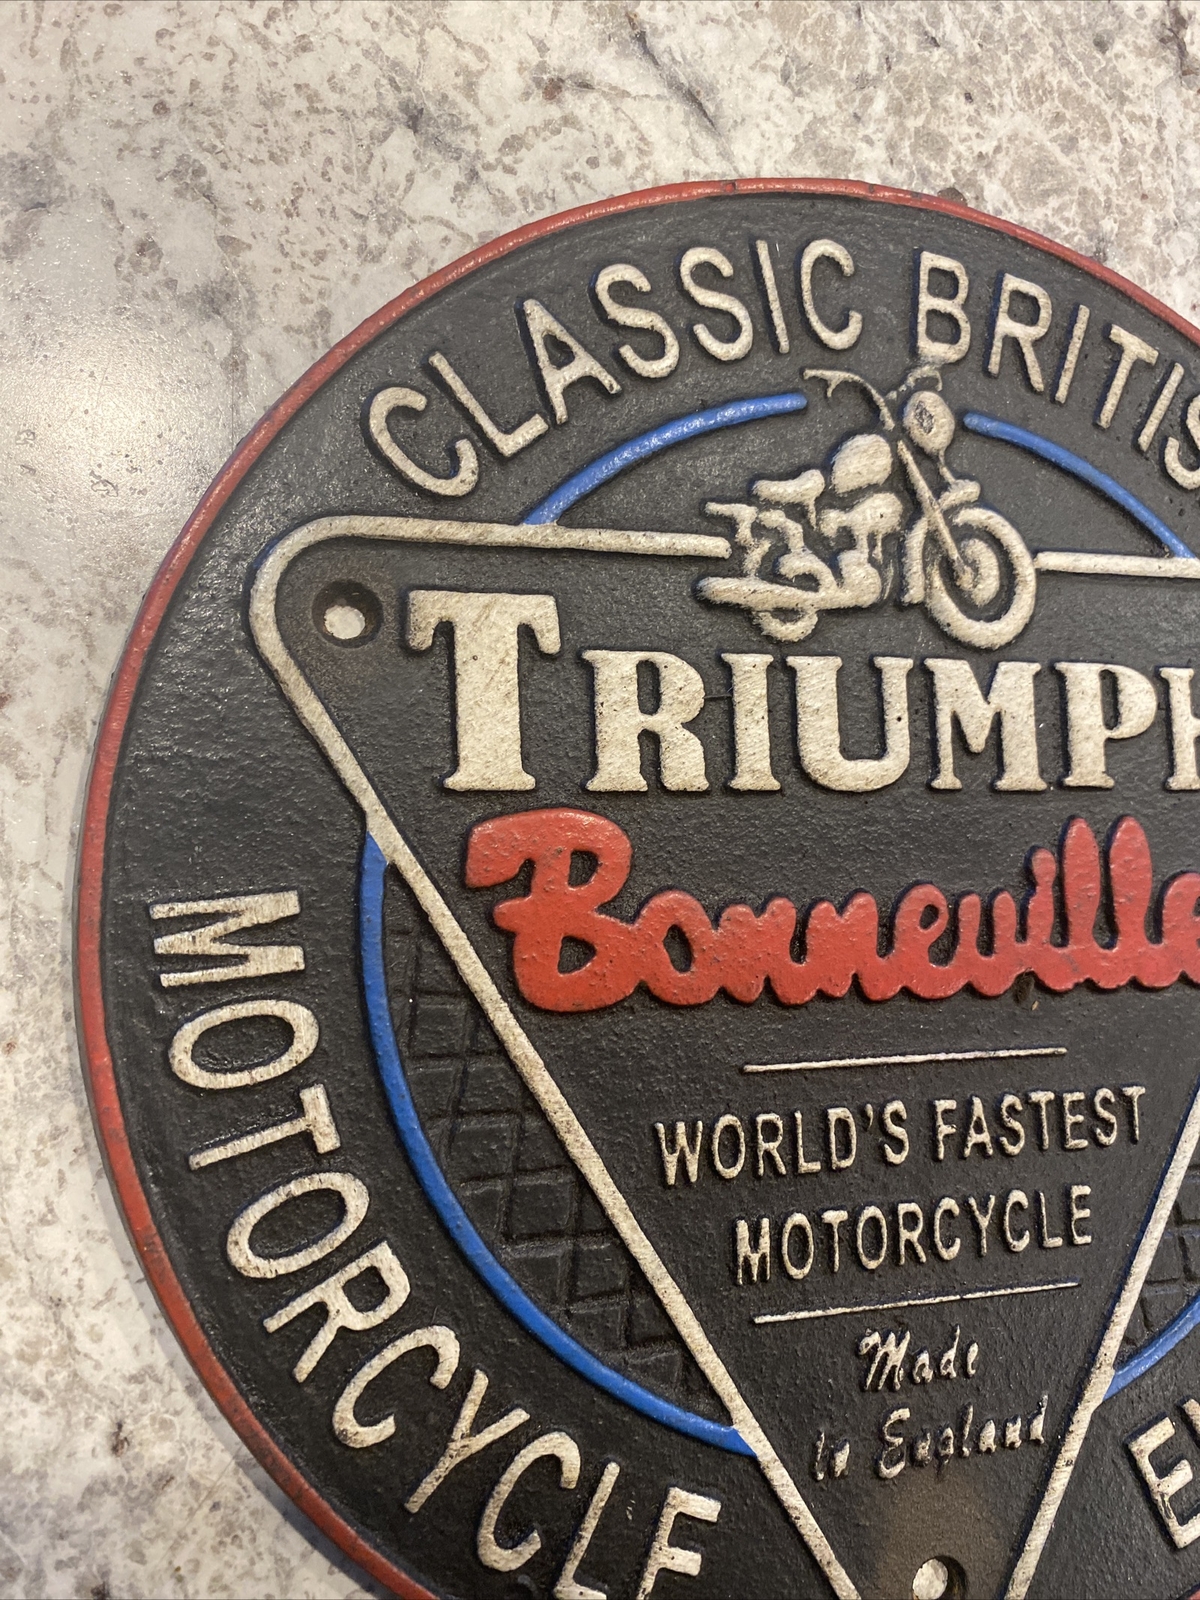 CLASSIC BRITIS
TRIUMPH
Bonneville
WORLD'S FASTEST
MOTORCYCLE
Made
in England
MOTORCYCLE